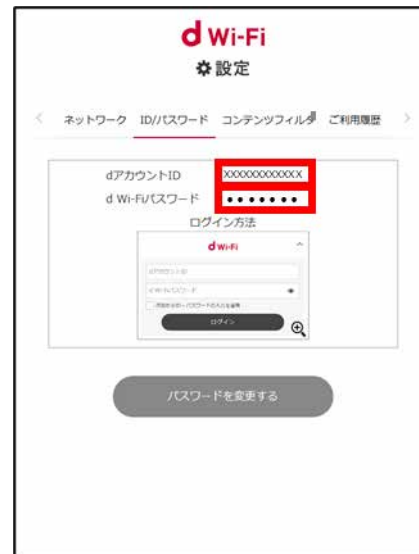 d Wi-Fi
設定
ネットワーク ID/パスワード コンテンツフィルタ ご利用履歴
dアカウントID XXXXXXXXXXXX
d Wi-Fiパスワード ●●●●●●●
ログイン方法
d Wi-Fi
dアカウントID
d Wi-Fiパスワード
ログイン
パスワードを変更する